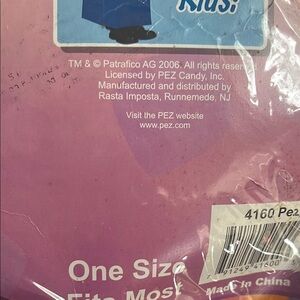 Kids!
TM & © Patrafico AG 2006. All rights reserved
Licensed by PEZ Candy, Inc.
Manufactured and distributed by
Rasta Imposta, Runnemede, NJ
Visit the PEZ website
www.pez.com
4160 Pez
One Size
Fits Most
Made in China